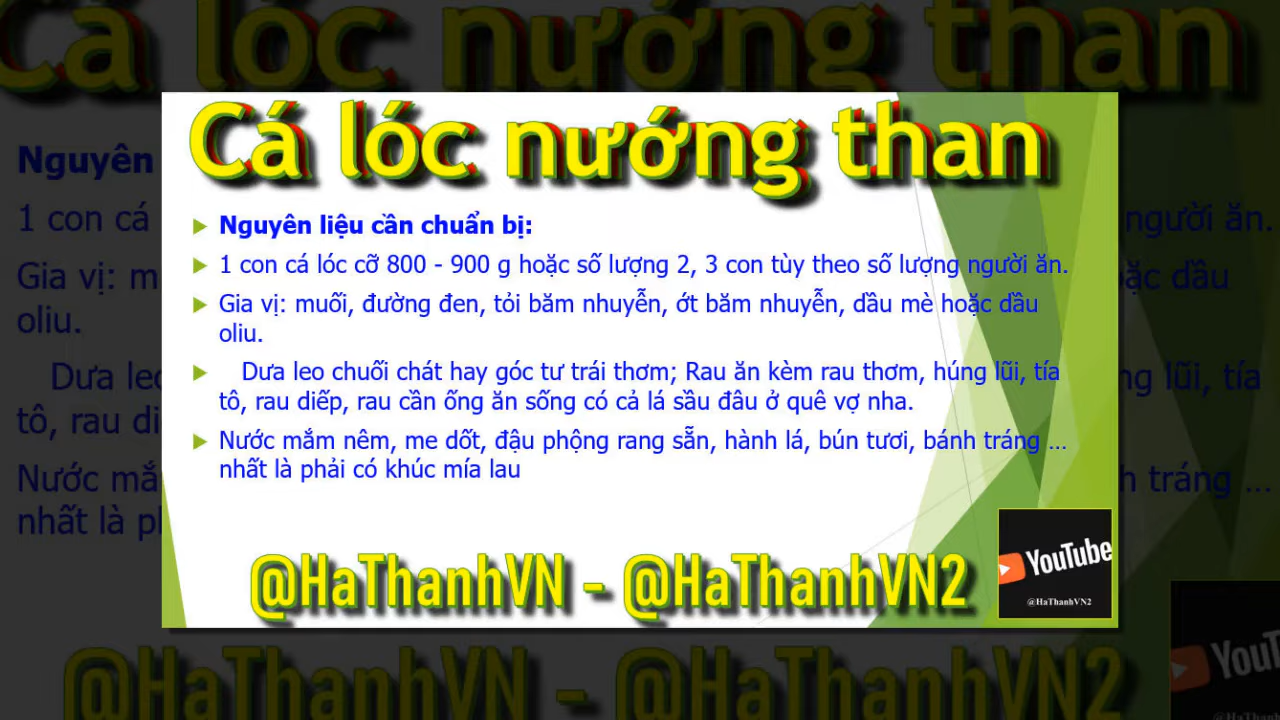 Cá lóc nướng than
Nguyên liệu cần chuẩn bị:
1 con cá lóc cỡ 800 - 900 g hoặc số lượng 2, 3 con tùy theo số lượng người ăn.
Gia vị: muối, đường đen, tỏi băm nhuyễn, ớt băm nhuyễn, dầu mè hoặc dầu
oliu.
Dưa leo chuối chát hay góc tư trái thơm; Rau ăn kèm rau thơm, húng lũi, tía
tô, rau diếp, rau cần ống ăn sống có cả lá sầu đâu ở quê vợ nha.
Nước mắm nêm, me dốt, đậu phộng rang sẵn, hành lá, bún tươi, bánh tráng ...
nhất là phải có khúc mía lau
@HaThanhVN - @HaThanhVN2
YouTube
@HaThanhVN2